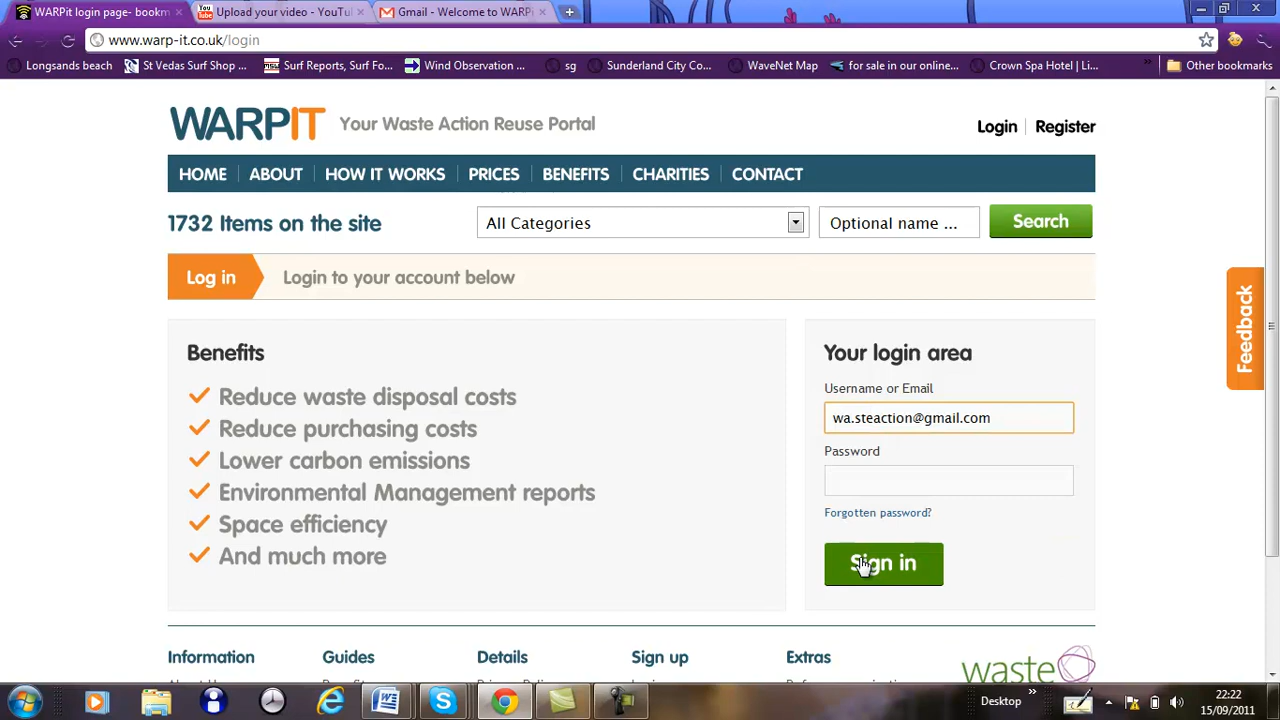 WARPit login page- bookm
Upload your video - YouTu
Gmail - Welcome to WARPi
www.warp-it.co.uk/login
Longsands beach
St Vedas Surf Shop ...
Surf Reports, Surf Fo...
Wind Observation ...
sg
Sunderland City Co...
WaveNet Map
for sale in our online...
Crown Spa Hotel | Li...
Other bookmarks
WARPIT
Your Waste Action Reuse Portal
Login
Register
HOME
ABOUT
HOW IT WORKS
PRICES
BENEFITS
CHARITIES
CONTACT
1732 Items on the site
All Categories
Optional name ...
Search
Log in
Login to your account below
Feedback
Benefits
Reduce waste disposal costs
Reduce purchasing costs
Lower carbon emissions
Environmental Management reports
Space efficiency
And much more
Your login area
Username or Email
wa.steaction@gmail.com
Password
Forgotten password?
Sign in
Information
Guides
Details
Sign up
Extras
waste
Desktop
22:22
15/09/2011